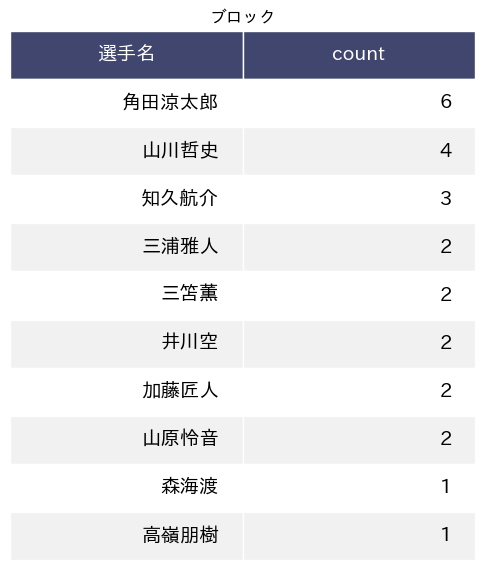 ブロック
選手名 count
角田涼太郎 6
山川哲史 4
知久航介 3
三浦雅人 2
三笘薫 2
井川空 2
加藤匠人 2
山原怜音 2
森海渡 1
高嶺朋樹 1